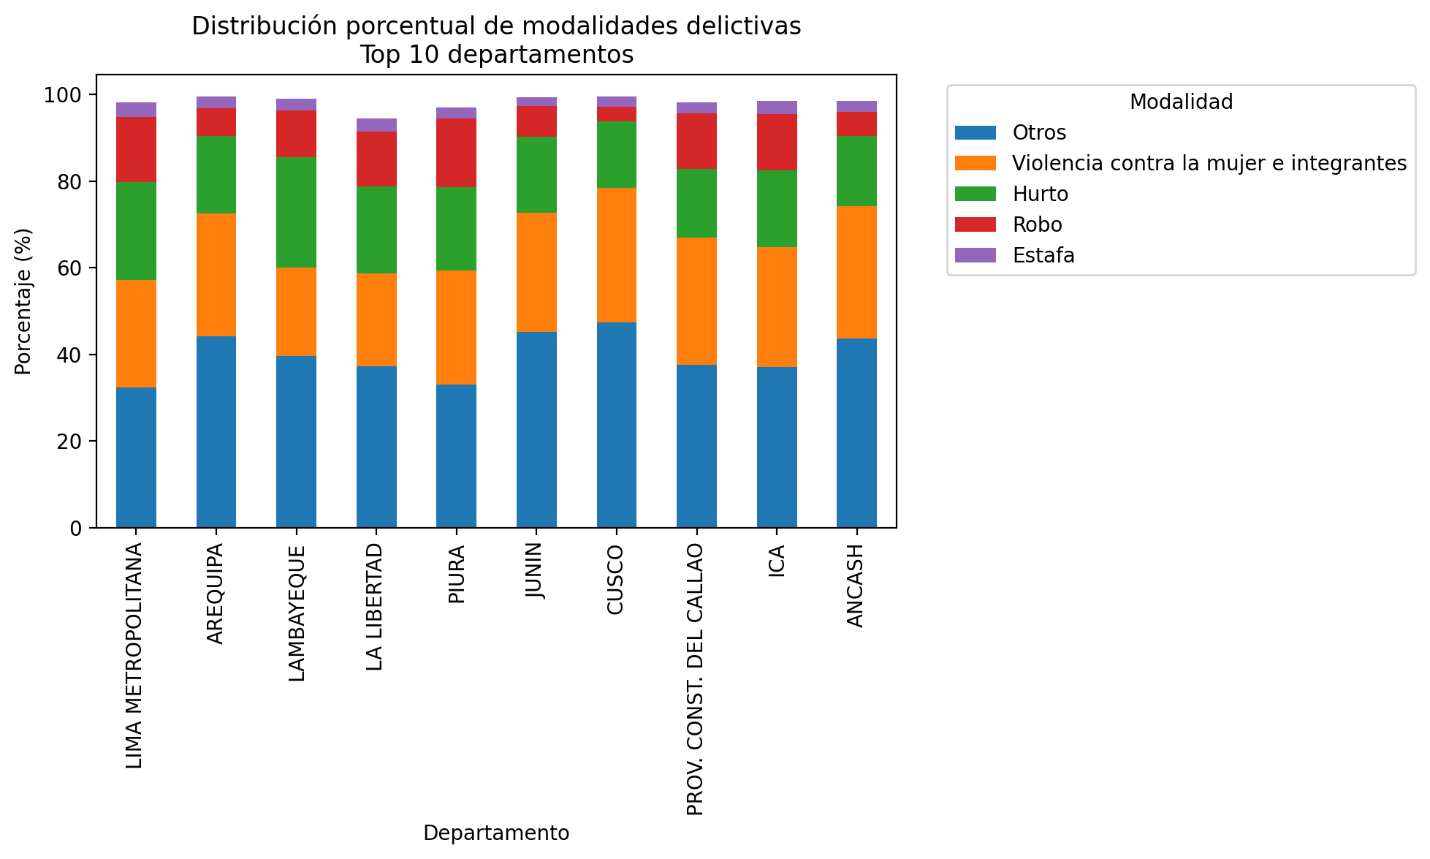 Distribución porcentual de modalidades delictivas
Top 10 departamentos
Porcentaje (%)
100
80
60
40
20
0
LIMA METROPOLITANA
AREQUIPA
LAMBAYEQUE
LA LIBERTAD
PIURA
JUNIN
CUSCO
PROV. CONST. DEL CALLAO
ICA
ANCASH
Departamento
Modalidad
Otros
Violencia contra la mujer e integrantes
Hurto
Robo
Estafa